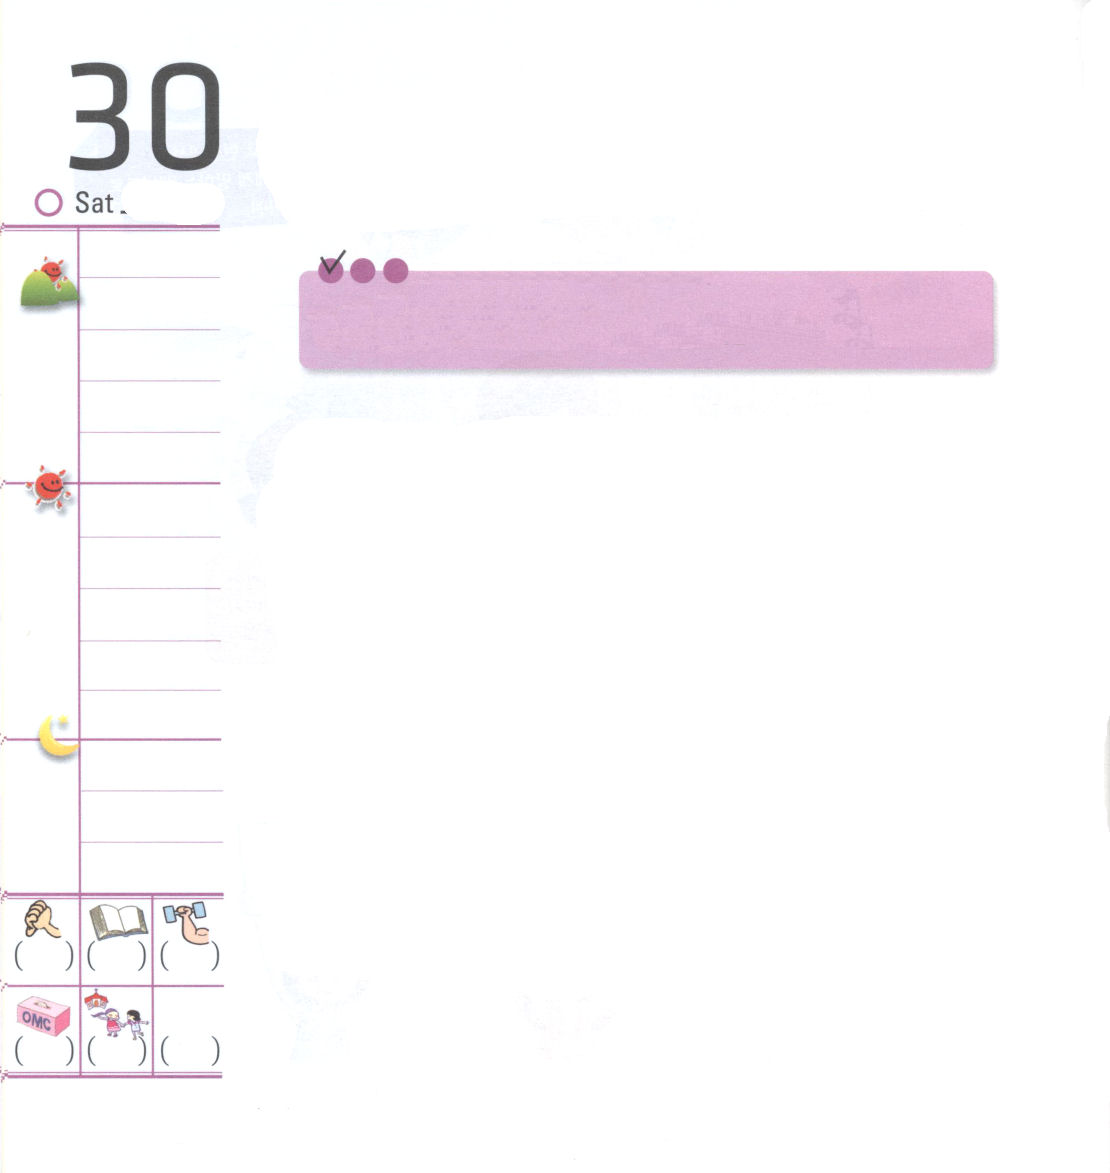 30
Sat.
( ) ( ) ( )
OMC
( ) ( ) ( )